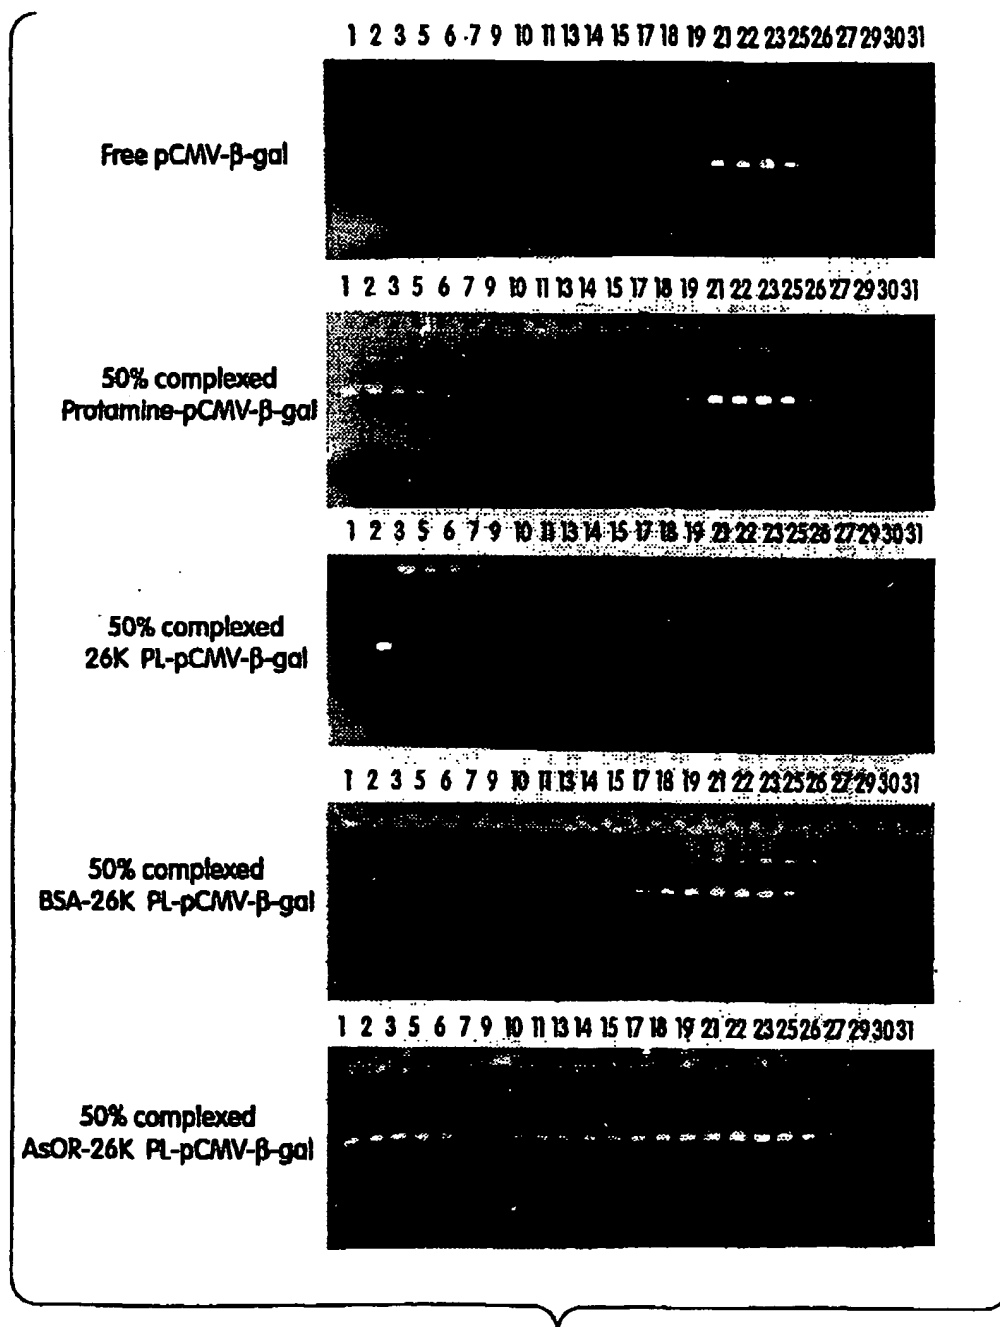 1 2 3 5 6 7 9 10 11 13 14 15 17 18 19 21 22 23 25 26 27 29 30 31
Free pCMV-β-gal
1 2 3 5 6 7 9 10 11 13 14 15 17 18 19 21 22 23 25 26 27 29 30 31
50% complexed
Protamine-pCMV-β-gal
1 2 3 5 6 7 9 10 11 13 14 15 17 18 19 21 22 23 25 26 27 29 30 31
50% complexed
26K PL-pCMV-β-gal
1 2 3 5 6 7 9 10 11 13 14 15 17 18 19 21 22 23 25 26 27 29 30 31
50% complexed
BSA-26K PL-pCMV-β-gal
1 2 3 5 6 7 9 10 11 13 14 15 17 18 19 21 22 23 25 26 27 29 30 31
50% complexed
AsOR-26K PL-pCMV-β-gal